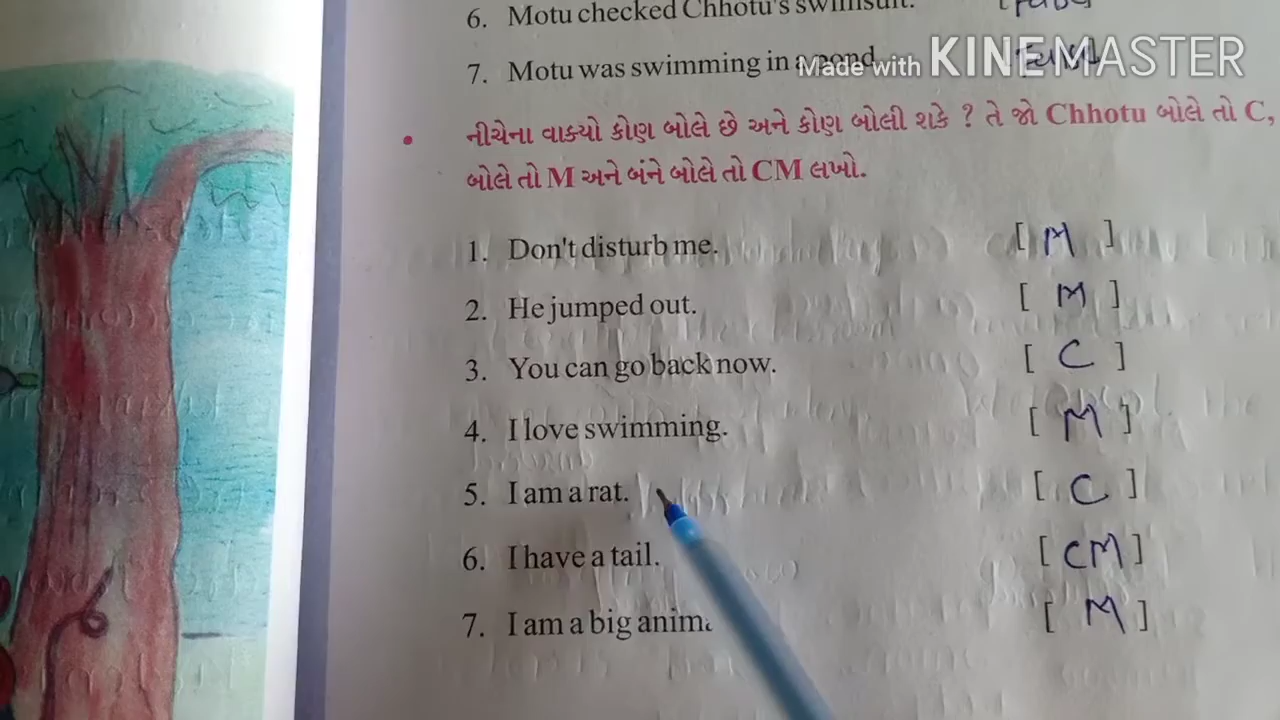 6. Motu checked Chhotu's swimsuit.
7. Motu was swimming in a pond.
Made with KINEMASTER
• નીચેના વાક્યો કોણ બોલે છે અને કોણ બોલી શકે ? તે જો Chhotu બોલે તો C,
બોલે તો M અને બંને બોલે તો CM લખો.
1. Don't disturb me. [ M ]
2. He jumped out. [ M ]
3. You can go back now. [ C ]
4. I love swimming. [ M ]
5. I am a rat. [ C ]
6. I have a tail. [ CM ]
7. I am a big anima [ M ]